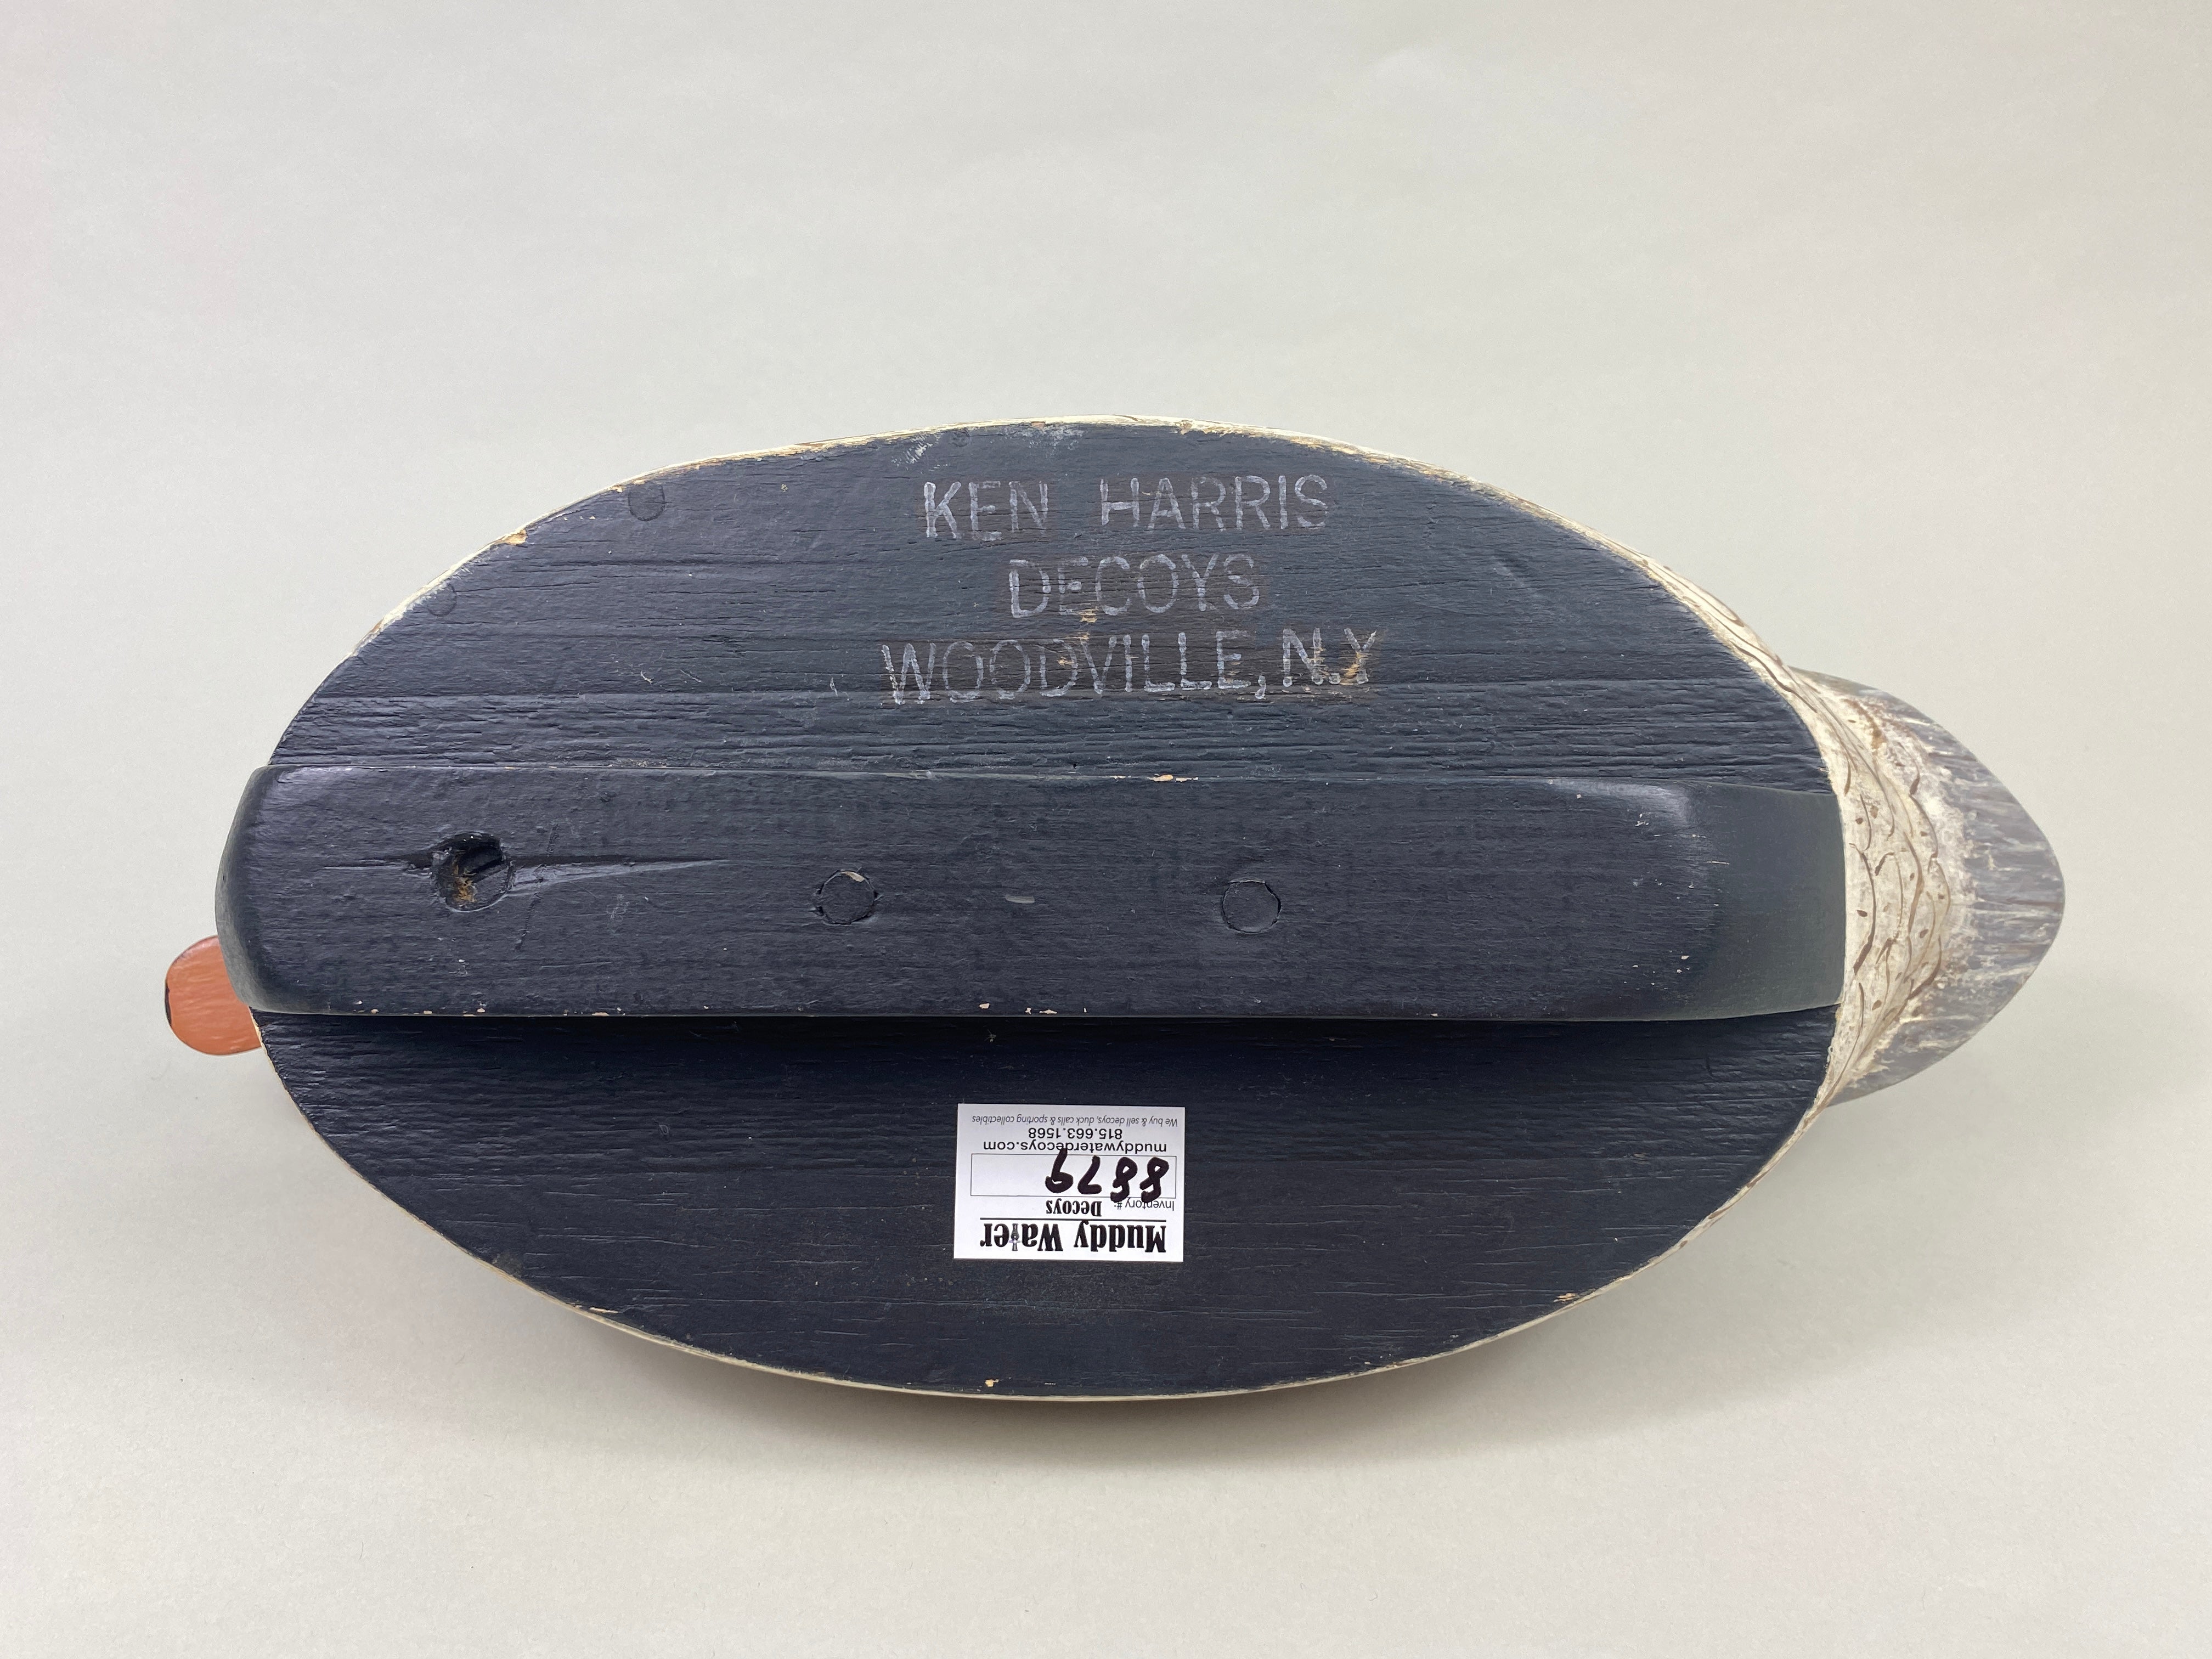 KEN HARRIS
DECOYS
WOODVILLE, N.Y
Muddy Water
Decoys
Inventory #:
8879
muddywaterdecoys.com
815.663.1568
We buy & sell decoys, duck calls & sporting collectibles